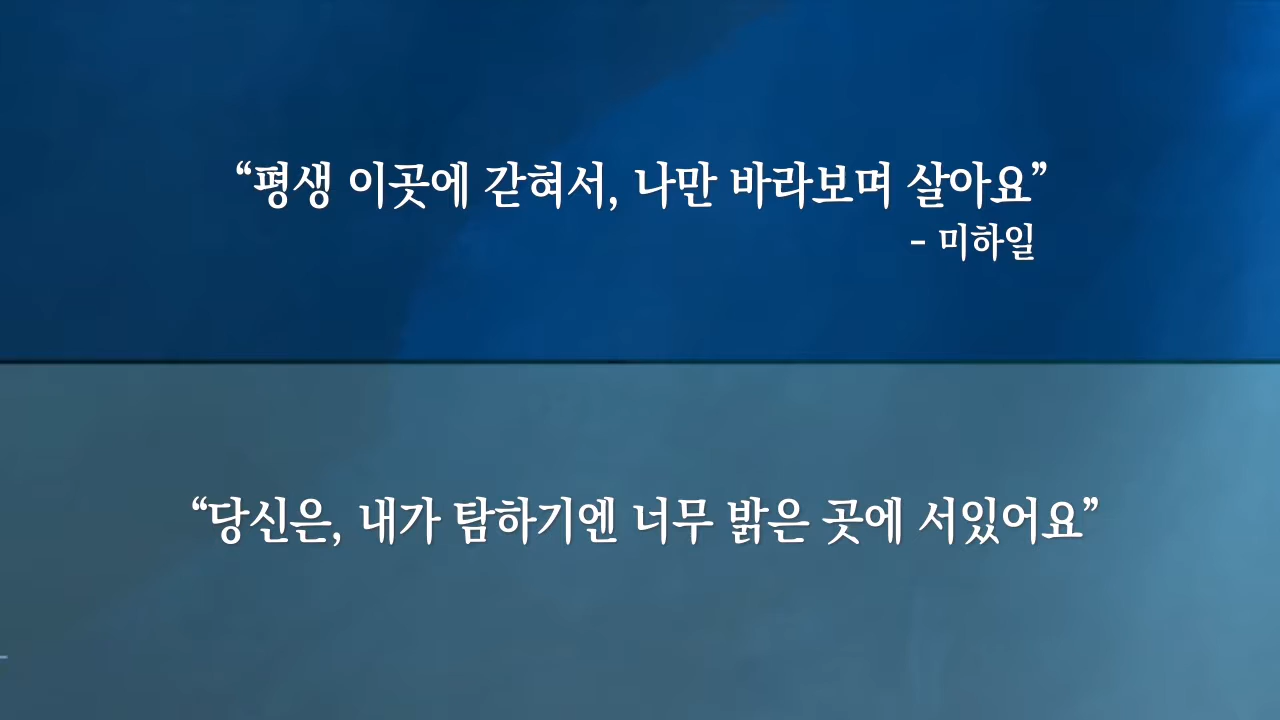 “평생 이곳에 갇혀서, 나만 바라보며 살아요”
- 미하일
“당신은, 내가 탐하기엔 너무 밝은 곳에 서있어요”